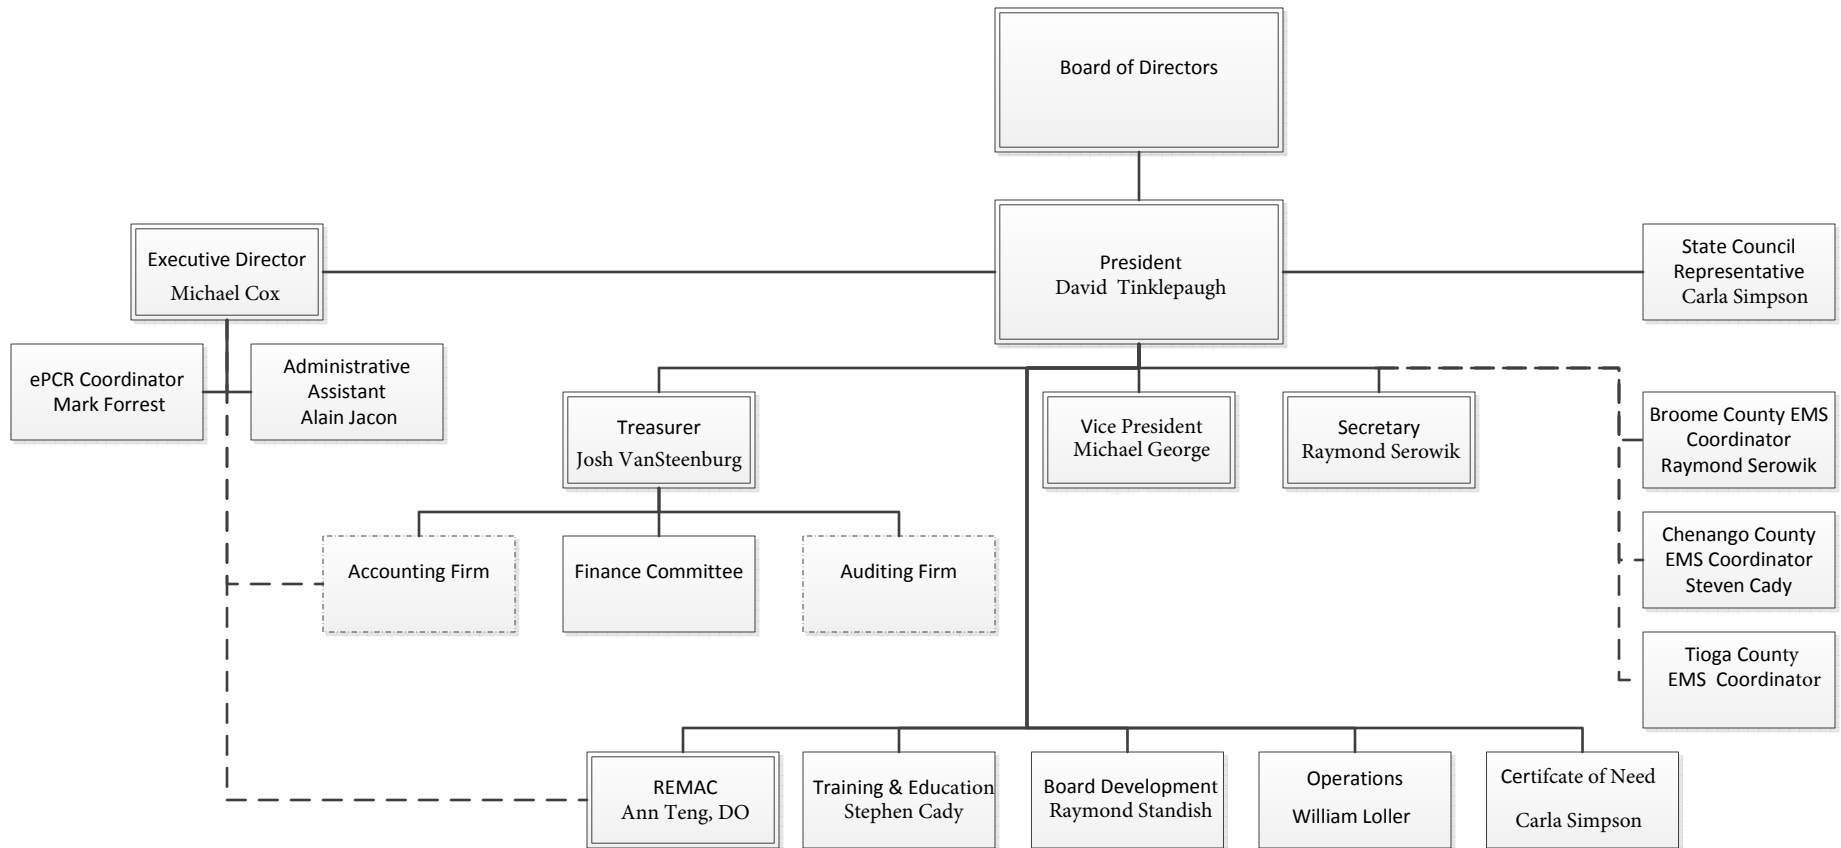 Board of Directors
Executive Director
Michael Cox
President
David  Tinklepaugh
State Council
Representative
Carla Simpson
ePCR Coordinator
Mark Forrest
Administrative
Assistant
Alain Jacon
Treasurer
Josh VanSteenburg
Vice President
Michael George
Secretary
Raymond Serowik
Broome County EMS
Coordinator
Raymond Serowik
Accounting Firm
Finance Committee
Auditing Firm
Chenango County
EMS Coordinator
Steven Cady
Tioga County
EMS  Coordinator
REMAC
Ann Teng, DO
Training & Education
Stephen Cady
Board Development
Raymond Standish
Operations
William Loller
Certifcate of Need
Carla Simpson